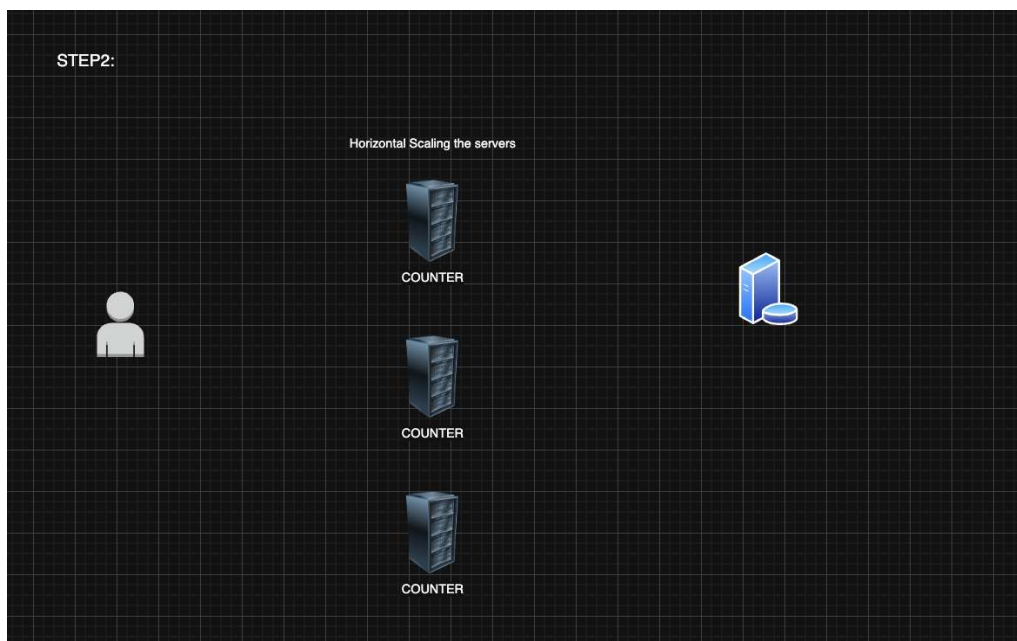 STEP2:
Horizontal Scaling the servers
COUNTER
COUNTER
COUNTER